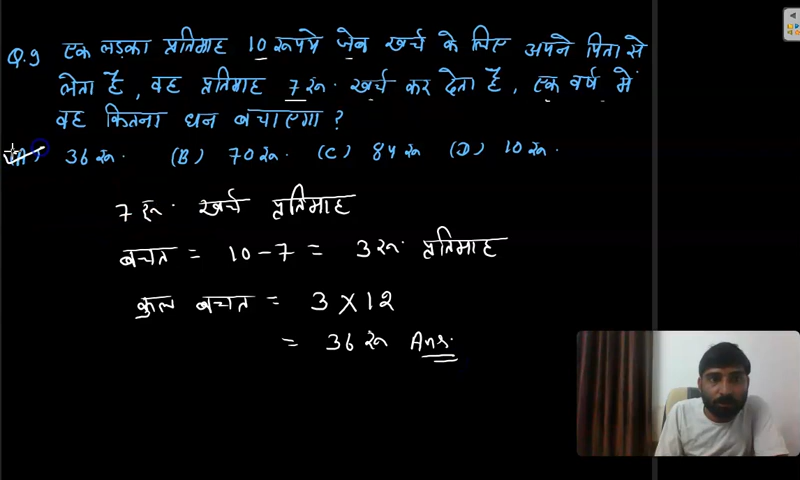 Q.9 एक लड़का प्रतिमाह 10 रूपये जेब खर्च के लिए अपने पिता से
लेता है, वह प्रतिमाह 7 रू. खर्च कर देता है, एक वर्ष में
वह कितना धन बचाएगा ?
(A) 36 रू. (B) 70 रू. (C) 84 रू (D) 10 रू.
7 रू. खर्च प्रतिमाह
बचत = 10 - 7 = 3 रू. प्रतिमाह
कुल बचत = 3 X 12
= 36 रू Ans.